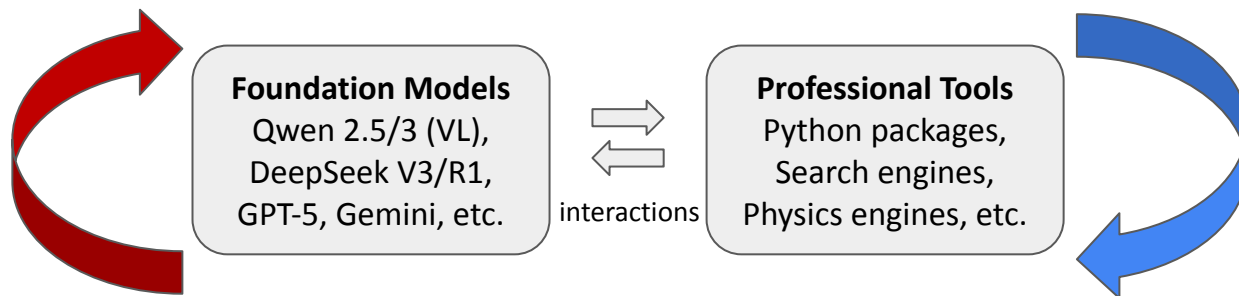 Foundation Models
Qwen 2.5/3 (VL),
DeepSeek V3/R1,
GPT-5, Gemini, etc.
interactions
Professional Tools
Python packages,
Search engines,
Physics engines, etc.